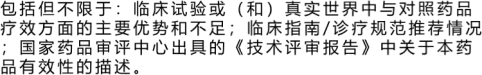 包括但不限于：临床试验或（和）真实世界中与对照药品
疗效方面的主要优势和不足；临床指南/诊疗规范推荐情况
；国家药品审评中心出具的《技术评审报告》中关于本药
品有效性的描述。